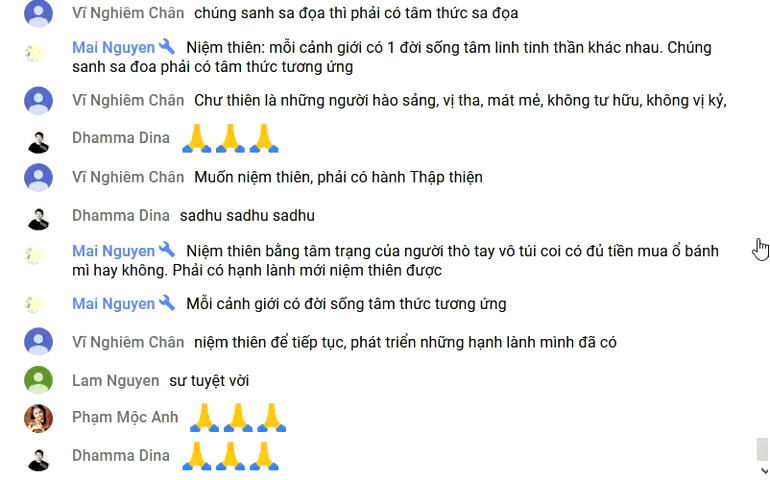 Vĩ Nghiêm Chân chúng sanh sa đọa thì phải có tâm thức sa đọa
Mai Nguyen Niệm thiên: mỗi cảnh giới có 1 đời sống tâm linh tinh thần khác nhau. Chúng
sanh sa đoa phải có tâm thức tương ứng
Vĩ Nghiêm Chân Chư thiên là những người hào sảng, vị tha, mát mẻ, không tư hữu, không vị kỷ,
Dhamma Dina 🙏🙏🙏
Vĩ Nghiêm Chân Muốn niệm thiên, phải có hành Thập thiện
Dhamma Dina sadhu sadhu sadhu
Mai Nguyen Niệm thiên bằng tâm trạng của người thò tay vô túi coi có đủ tiền mua ổ bánh
mì hay không. Phải có hạnh lành mới niệm thiên được
Mai Nguyen Mỗi cảnh giới có đời sống tâm thức tương ứng
Vĩ Nghiêm Chân niệm thiên để tiếp tục, phát triển những hạnh lành mình đã có
Lam Nguyen sư tuyệt vời
Phạm Mộc Anh 🙏🙏🙏
Dhamma Dina 🙏🙏🙏